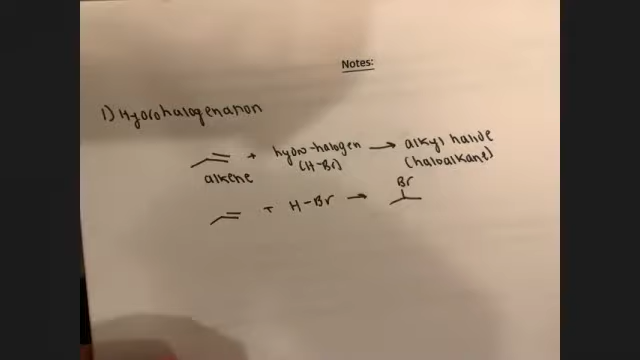 Notes:
1) Hydrohalogenation
+ hydro-halogen → alkyl halide
alkene (H-Br) (haloalkane)
Br
+ H-Br →